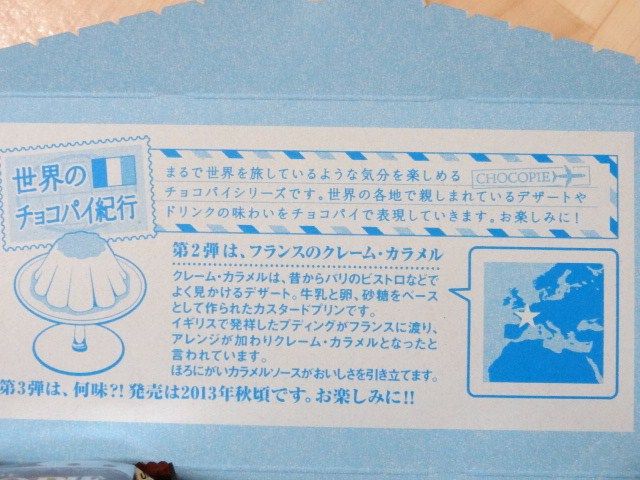 世界の
チョコパイ紀行
まるで世界を旅しているような気分を楽しめる
CHOCOPIE
チョコパイシリーズです。世界の各地で親しまれているデザートや
ドリンクの味わいをチョコパイで表現していきます。お楽しみに!
第2弾は、フランスのクレーム・カラメル
クレーム・カラメルは、昔からパリのビストロなどで
よく見かけるデザート。牛乳と卵、砂糖をベース
として作られたカスタードプリンです。
イギリスで発祥したプディングがフランスに渡り、
アレンジが加わりクレーム・カラメルとなったと
言われています。
ほろにがいカラメルソースがおいしさを引き立てます。
第3弾は、何味?!発売は2013年秋頃です。お楽しみに!!